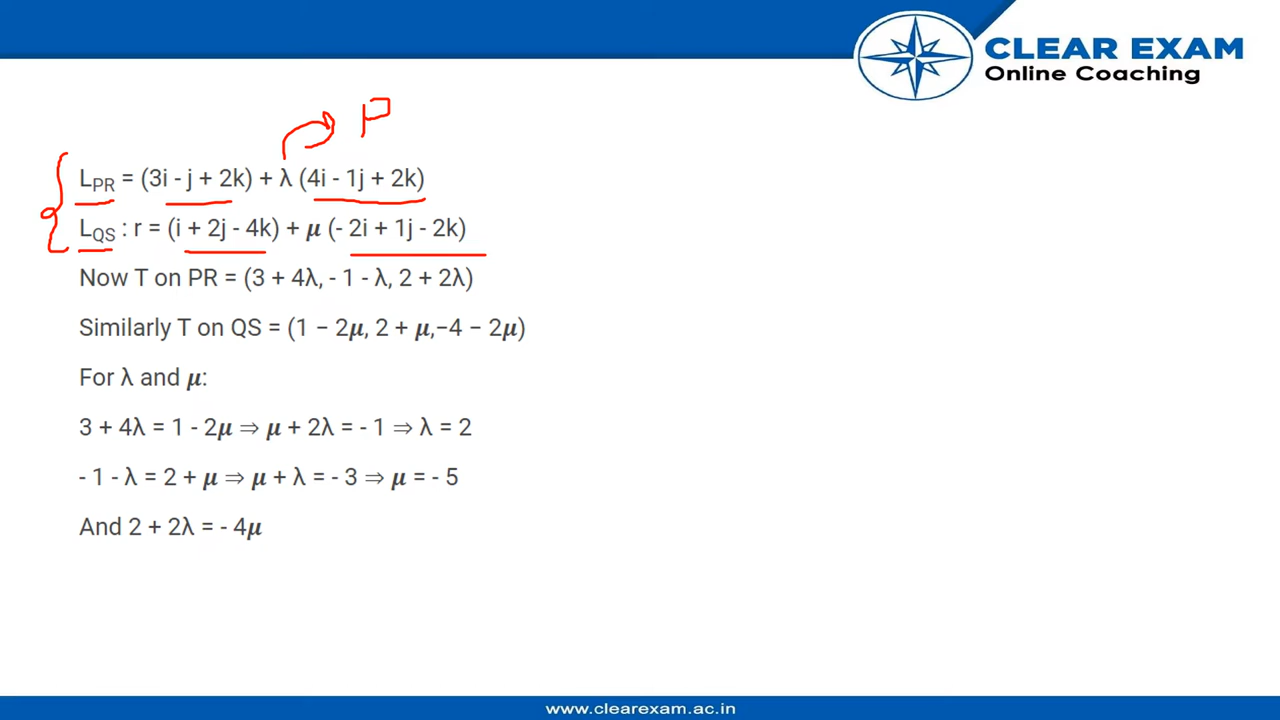 CLEAR EXAM
Online Coaching
P
L_PR = (3i - j + 2k) + λ (4i - 1j + 2k)
L_QS : r = (i + 2j - 4k) + μ (- 2i + 1j - 2k)
Now T on PR = (3 + 4λ, - 1 - λ, 2 + 2λ)
Similarly T on QS = (1 − 2μ, 2 + μ,−4 − 2μ)
For λ and μ:
3 + 4λ = 1 - 2μ ⇒ μ + 2λ = - 1 ⇒ λ = 2
- 1 - λ = 2 + μ ⇒ μ + λ = - 3 ⇒ μ = - 5
And 2 + 2λ = - 4μ
www.clearexam.ac.in